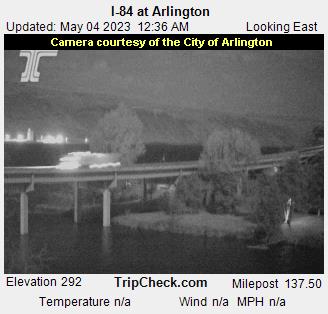 I-84 at Arlington
Updated: May 04 2023 12:36 AM Looking East
Camera courtesy of the City of Arlington
Elevation 292 TripCheck.com Milepost 137.50
Temperature n/a Wind n/a MPH n/a